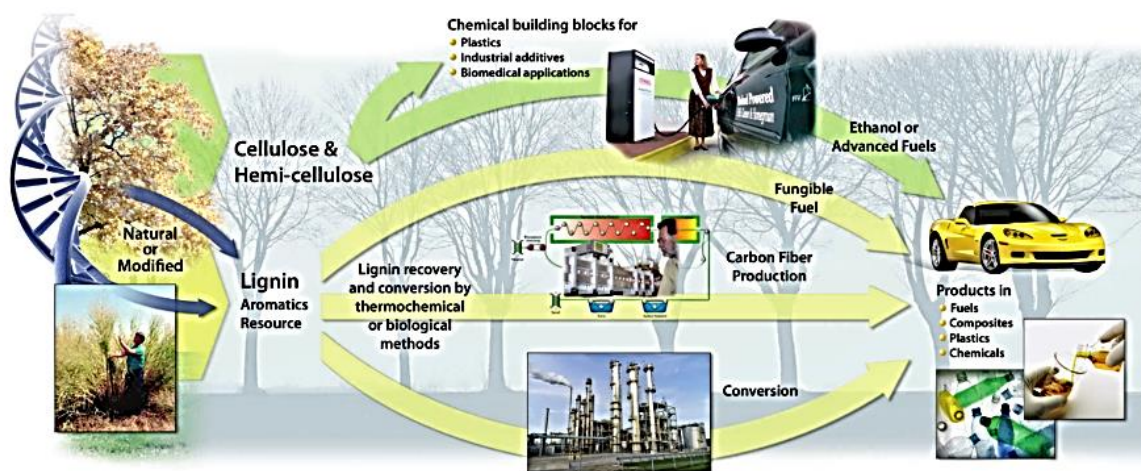 Chemical building blocks for
Plastics
Industrial additives
Biomedical applications
Cellulose &
Hemi-cellulose
Ethanol or
Advanced Fuels
Fungible
Fuel
Natural or
Modified
Lignin
Aromatics
Resource
Lignin recovery
and conversion by
thermochemical
or biological
methods
Carbon Fiber
Production
Conversion
Products in
Fuels
Composites
Plastics
Chemicals